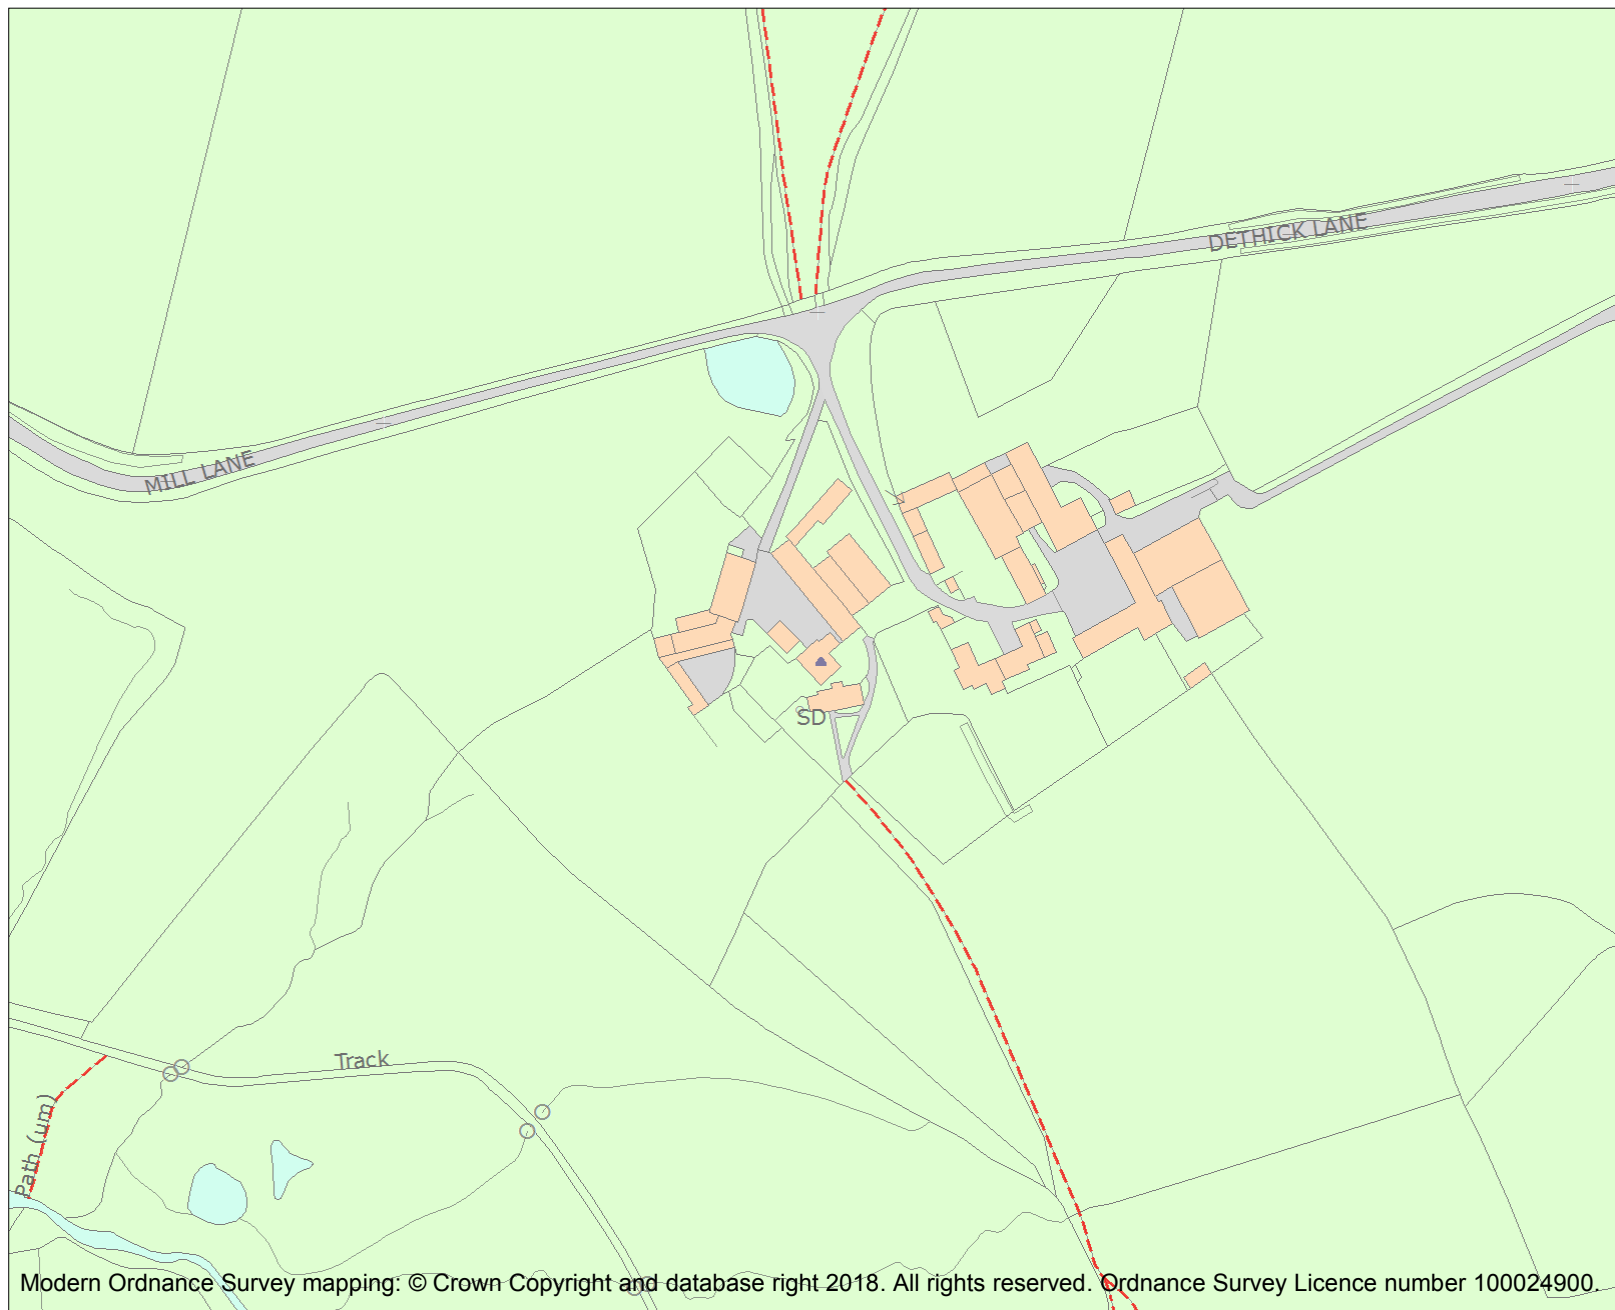 DETHICK LANE
MILL LANE
SD
Track
Path (um)
Modern Ordnance Survey mapping: © Crown Copyright and database right 2018. All rights reserved. Ordnance Survey Licence number 100024900.